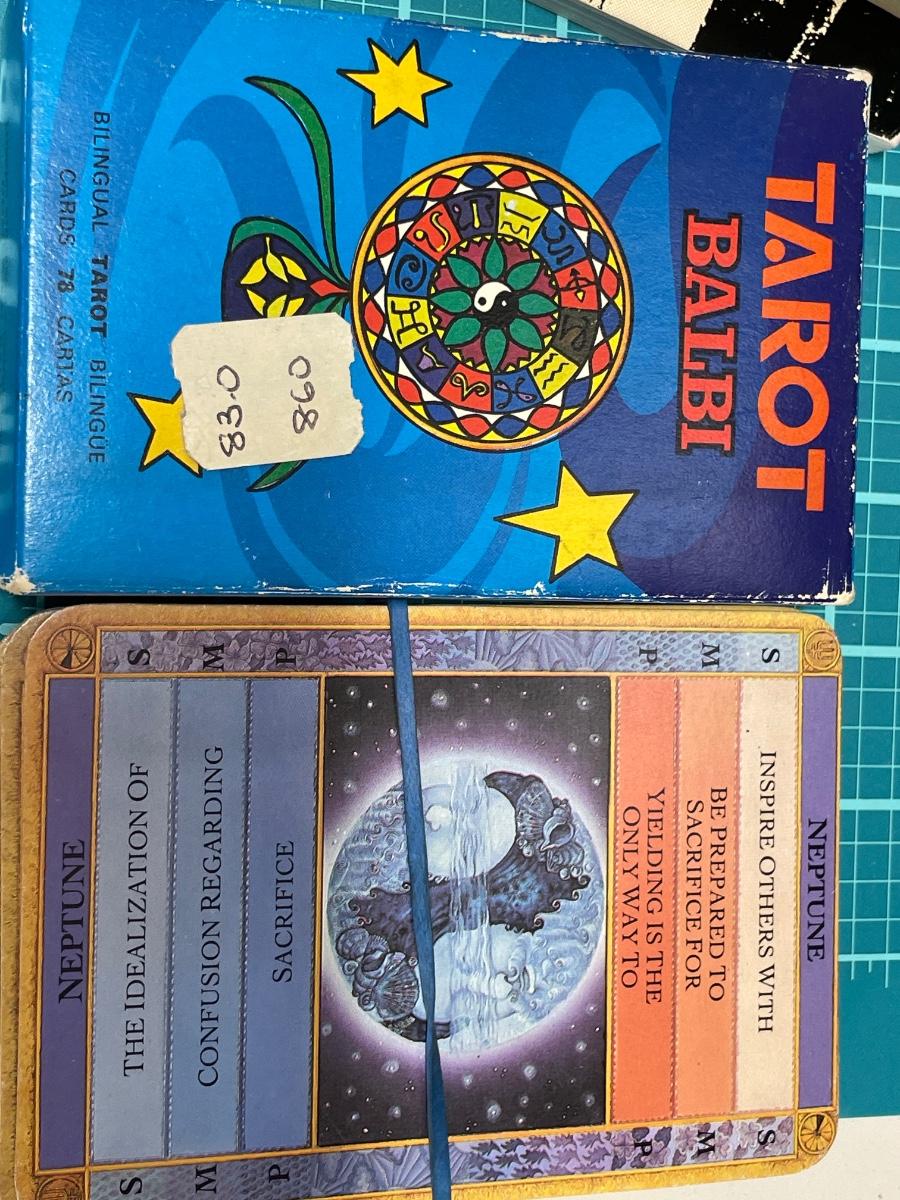 TAROT
BALBI
83-0
860
BILINGUAL TAROT BILINGÜE
CARDS 78 CARTAS
NEPTUNE
S THE IDEALIZATION OF S
M CONFUSION REGARDING M
P SACRIFICE P
NEPTUNE
S INSPIRE OTHERS WITH S
M BE PREPARED TO M
SACRIFICE FOR
P YIELDING IS THE P
ONLY WAY TO